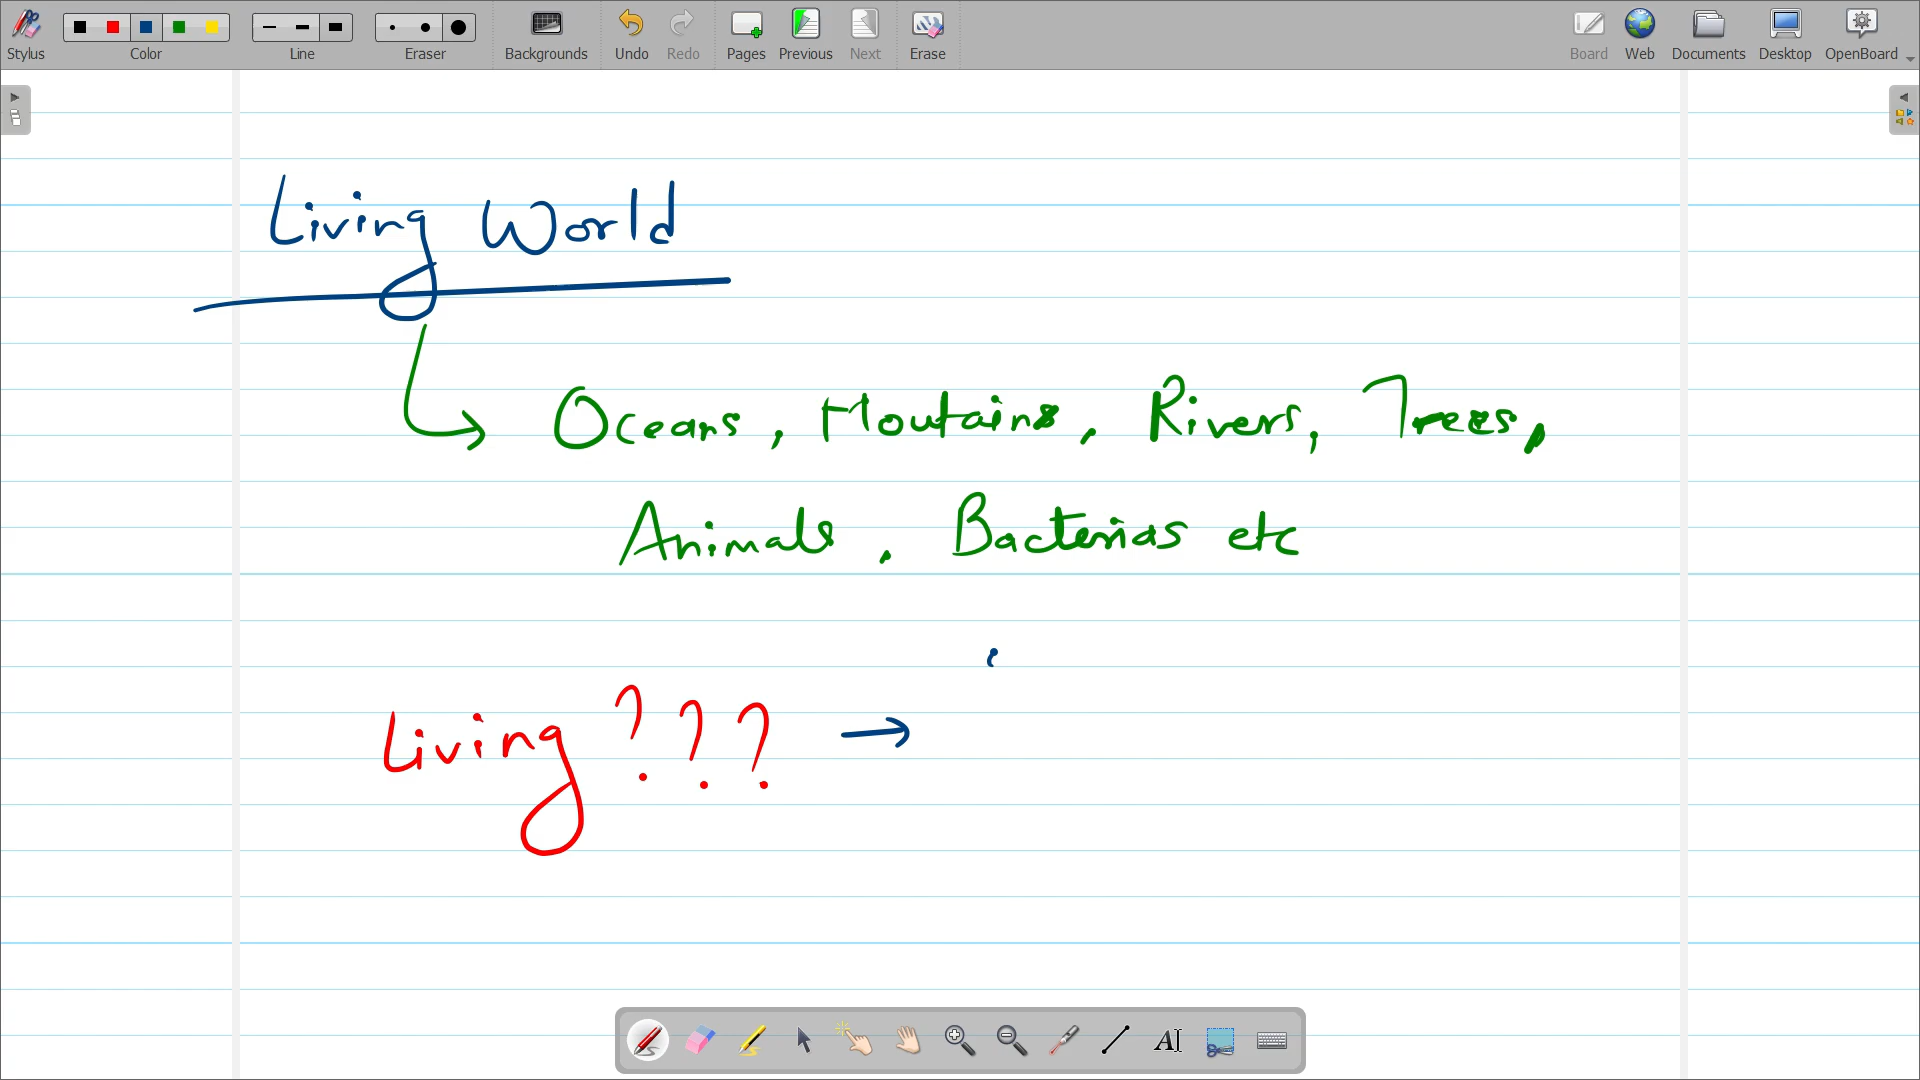 Stylus Color Line Eraser Backgrounds Undo Redo Pages Previous Next Erase Board Web Documents Desktop OpenBoard
Living World
Oceans, Moutains, Rivers, Trees,
Animals, Bacterias etc
Living ??? →